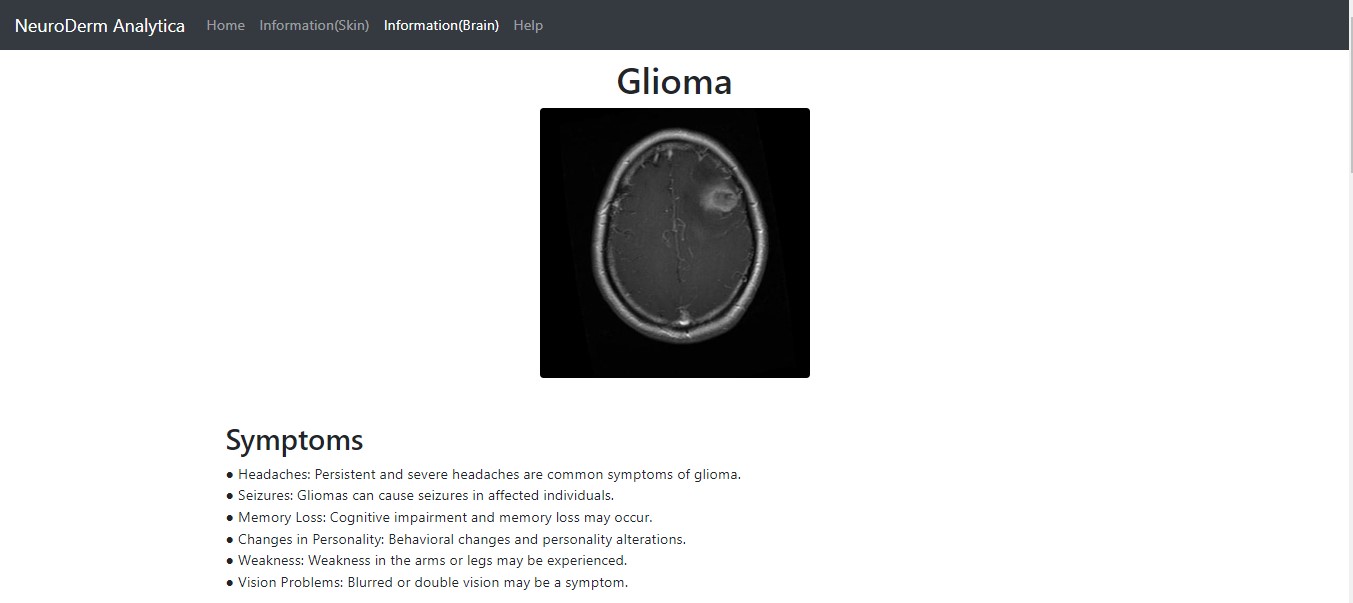 NeuroDerm Analytica Home Information(Skin) Information(Brain) Help
Glioma
Symptoms
● Headaches: Persistent and severe headaches are common symptoms of glioma.
● Seizures: Gliomas can cause seizures in affected individuals.
● Memory Loss: Cognitive impairment and memory loss may occur.
● Changes in Personality: Behavioral changes and personality alterations.
● Weakness: Weakness in the arms or legs may be experienced.
● Vision Problems: Blurred or double vision may be a symptom.